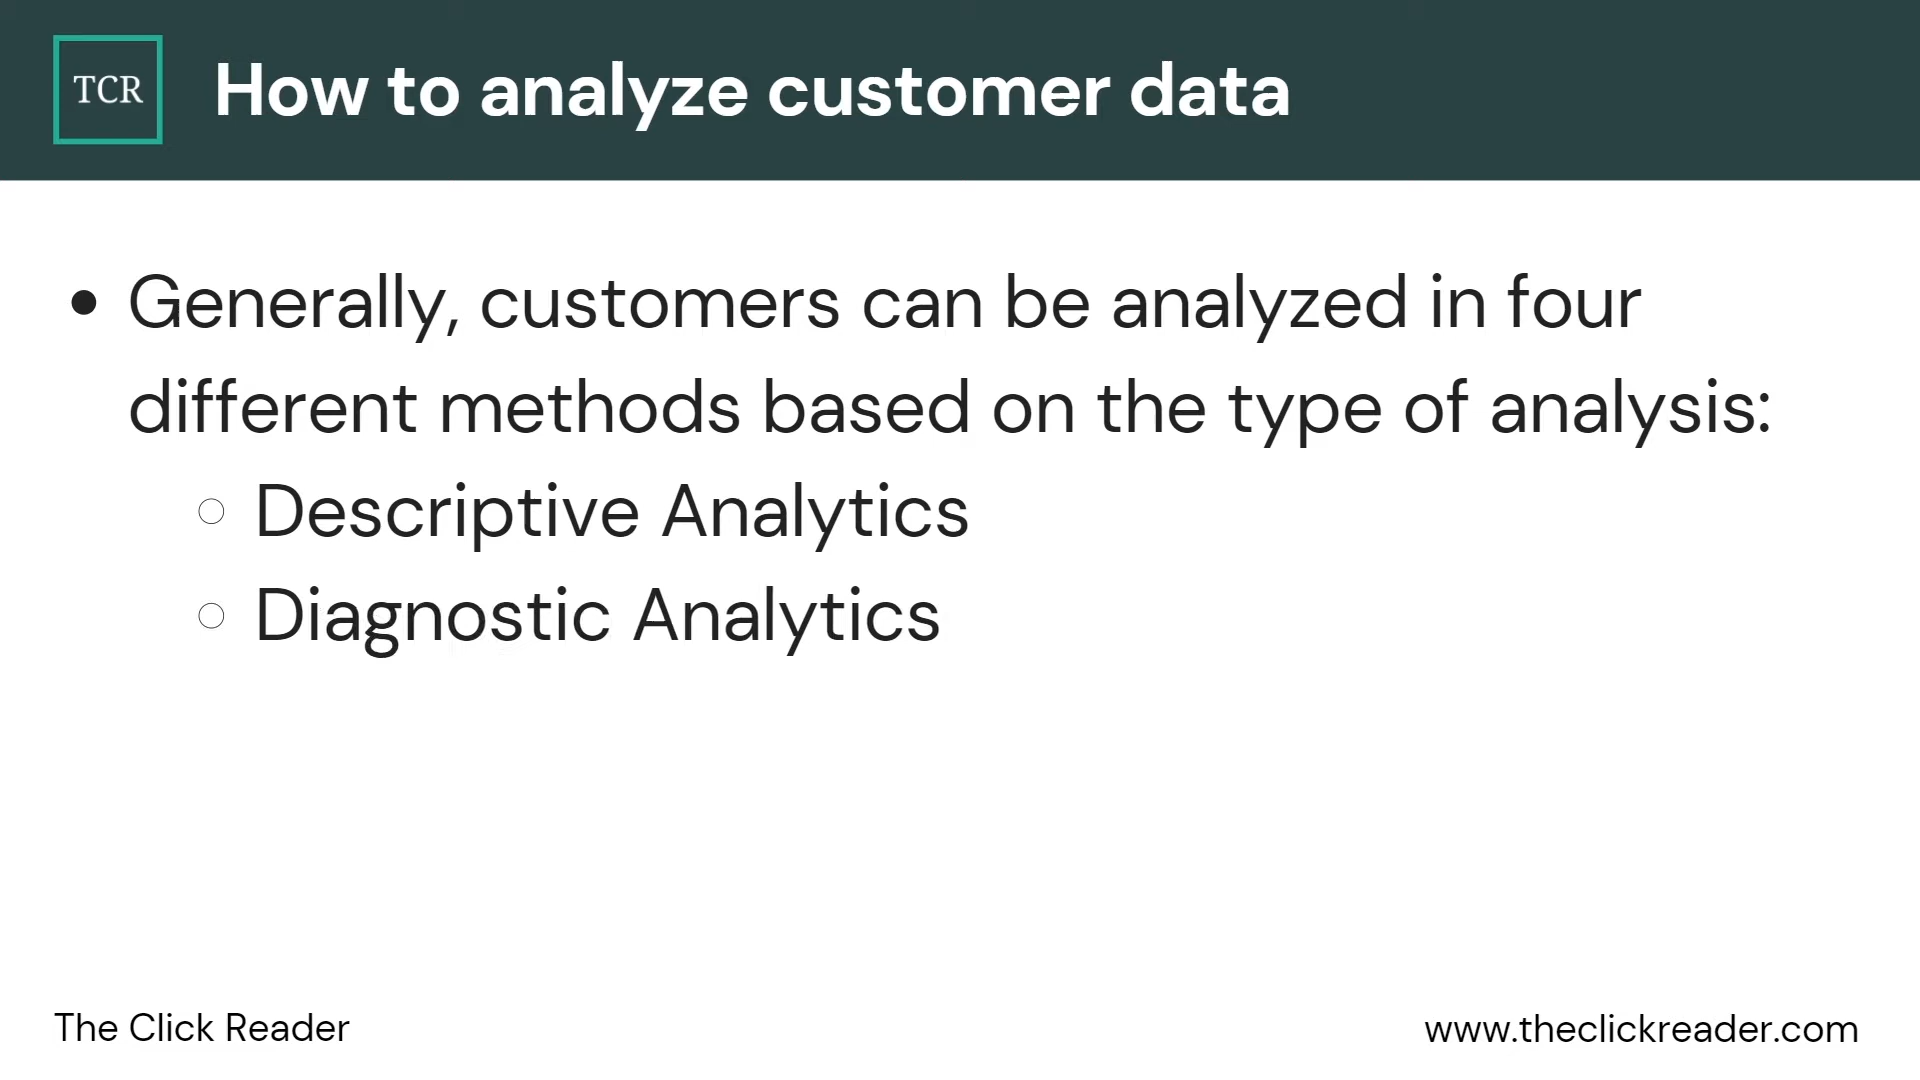 TCR
How to analyze customer data
• Generally, customers can be analyzed in four
different methods based on the type of analysis:
○ Descriptive Analytics
○ Diagnostic Analytics
The Click Reader
www.theclickreader.com